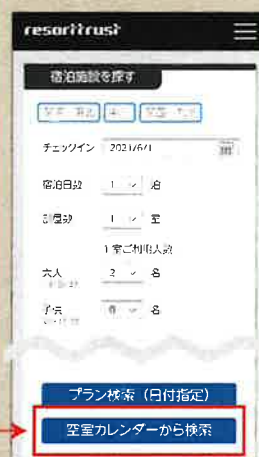 resorttrust
宿泊施設を探す
チェックイン 2021/6/1
宿泊日数 1 泊
部屋数 1 室
1室ご利用人数
大人 2 名
子供 0 名
プラン検索（日付指定）
空室カレンダーから検索